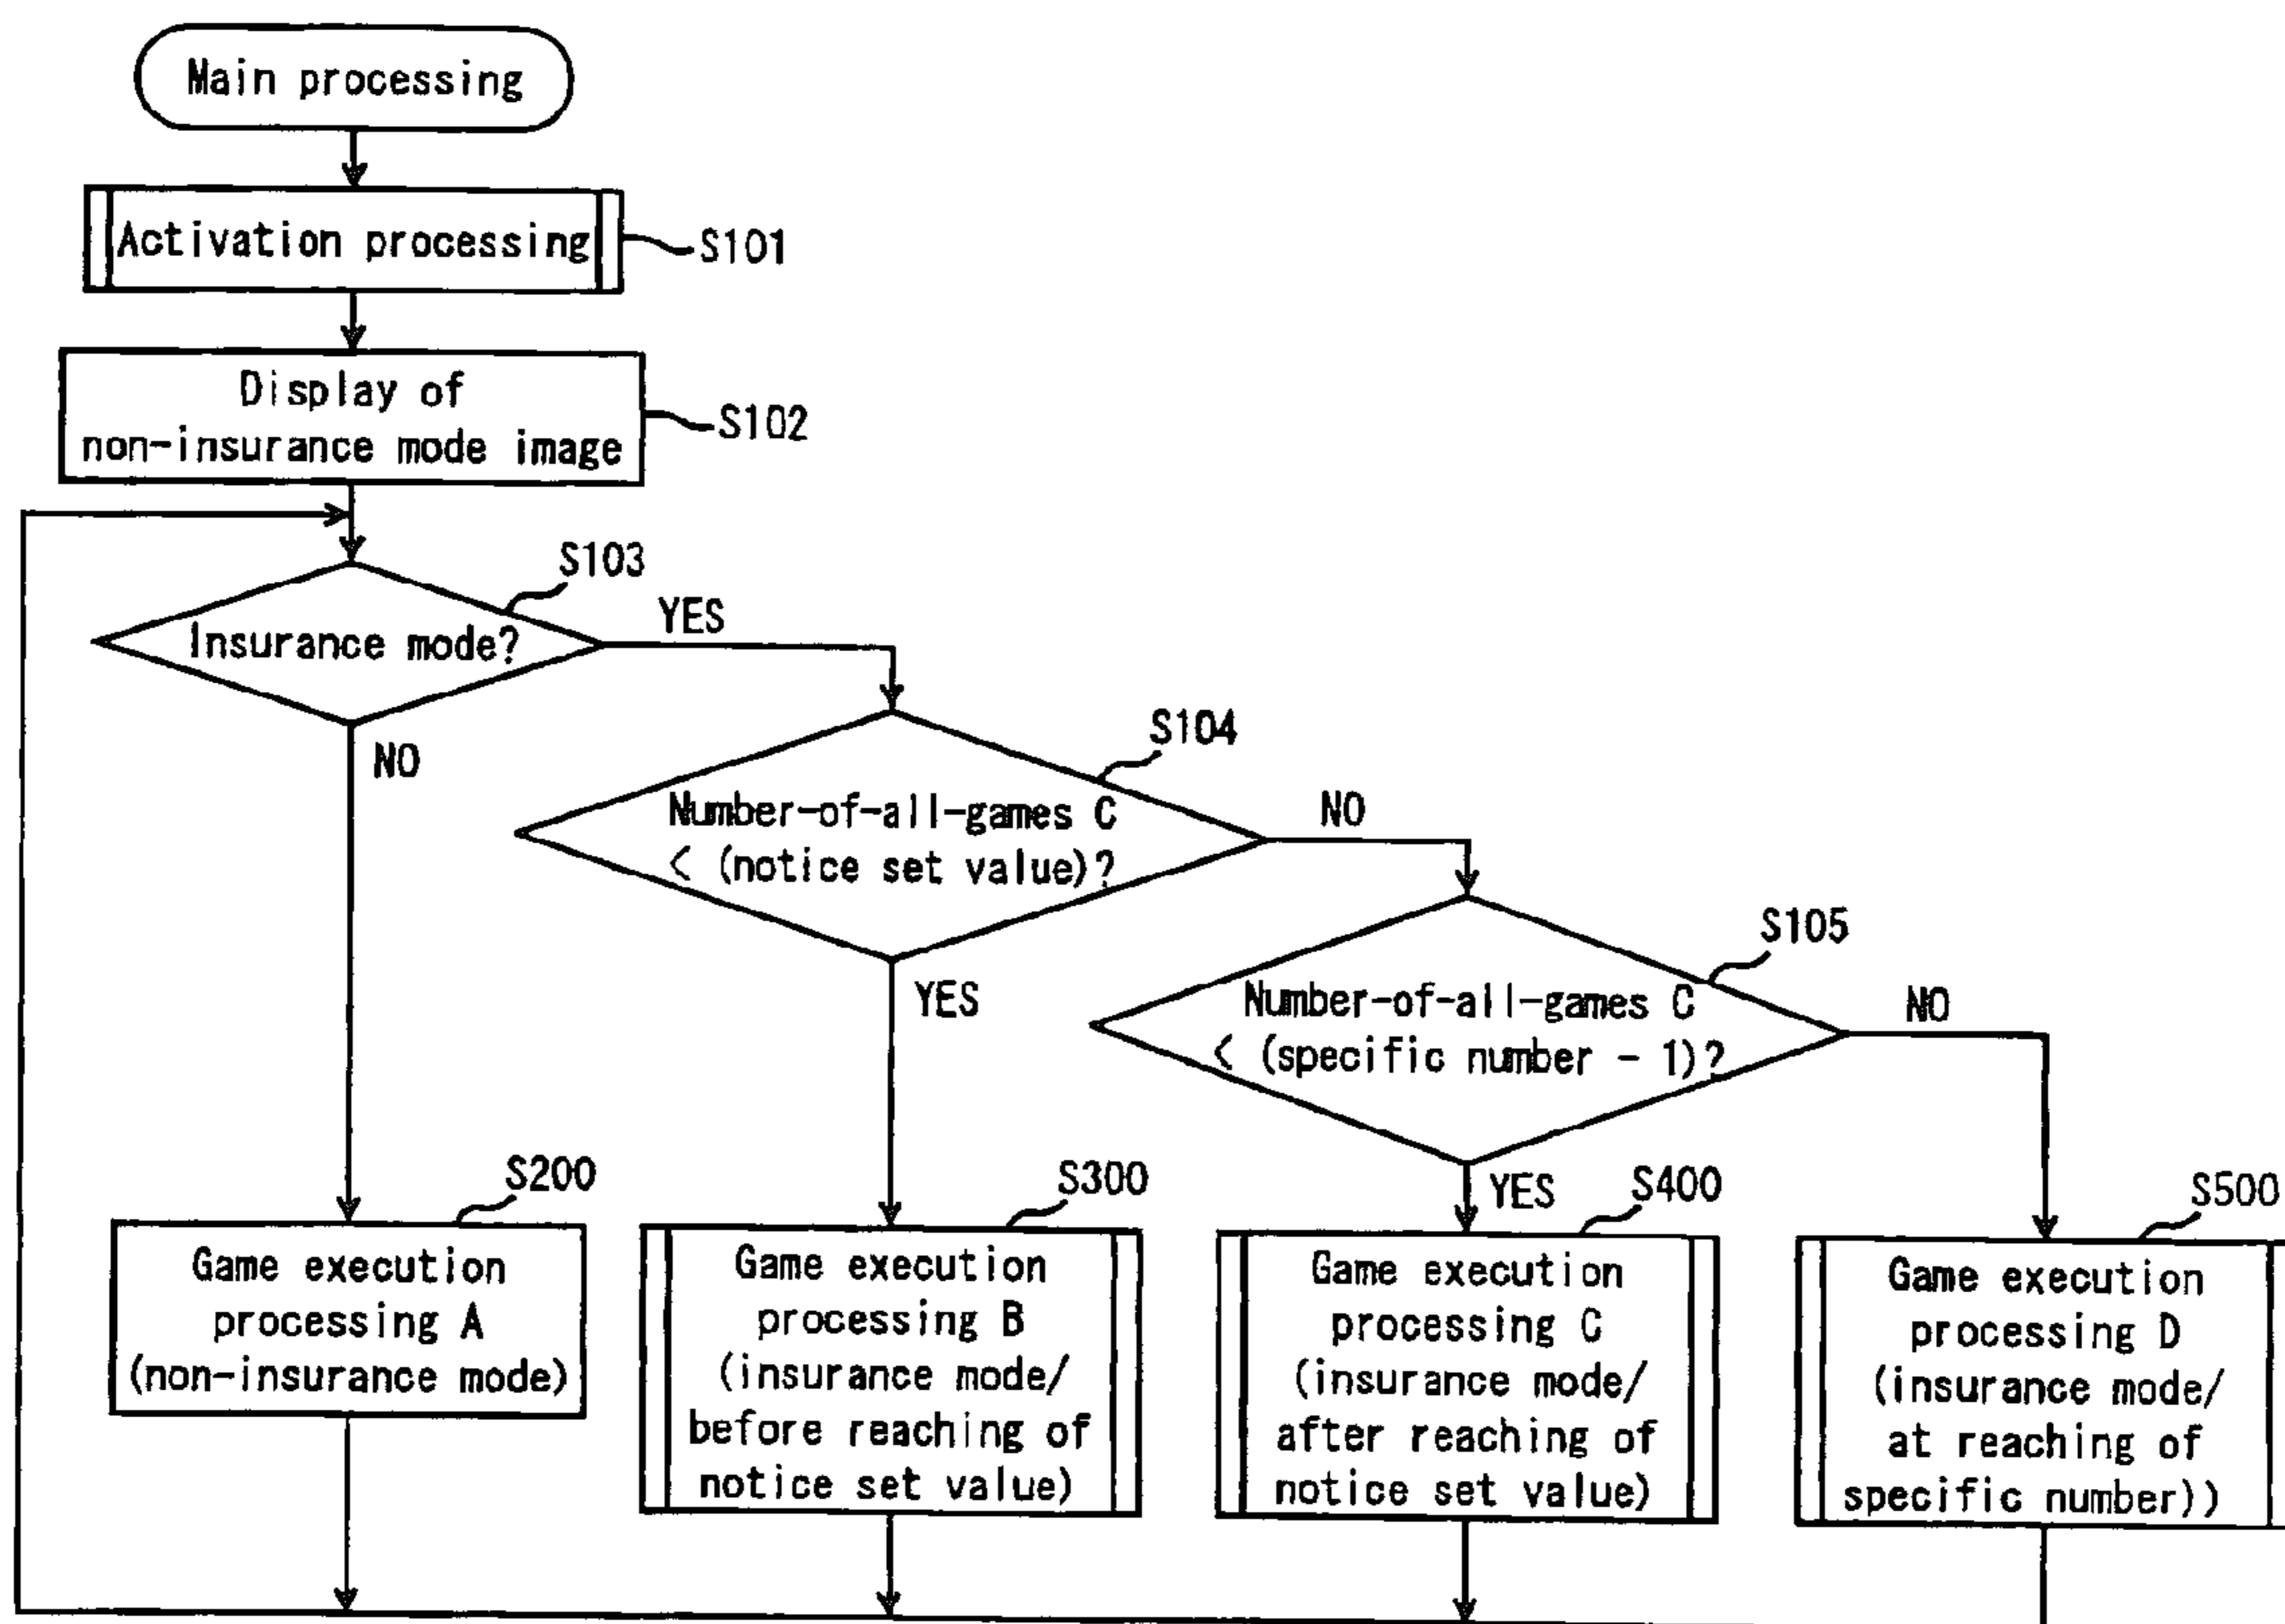 Main processing
Activation processing
S101
Display of
non-insurance mode image
S102
S103
Insurance mode?
YES
NO
S104
Number-of-all-games C
< (notice set value)?
NO
YES
S105
Number-of-all-games C
< (specific number - 1)?
NO
YES
S200
Game execution
processing A
(non-insurance mode)
S300
Game execution
processing B
(insurance mode/
before reaching of
notice set value)
S400
Game execution
processing C
(insurance mode/
after reaching of
notice set value)
S500
Game execution
processing D
(insurance mode/
at reaching of
specific number))